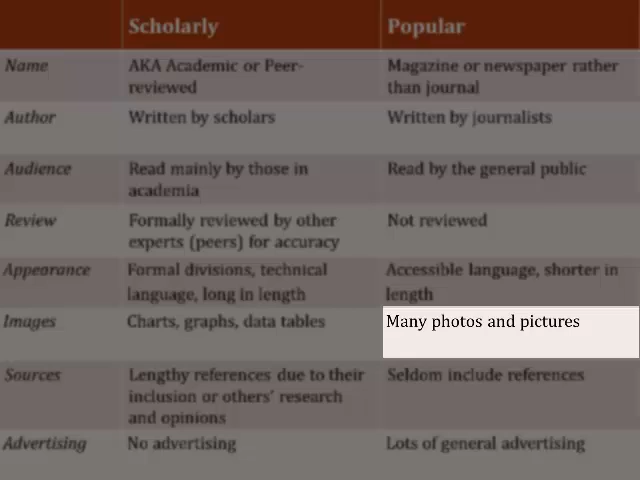 Scholarly Popular
Name AKA Academic or Peer- Magazine or newspaper rather
reviewed than journal
Author Written by scholars Written by journalists
Audience Read mainly by those in Read by the general public
academia
Review Formally reviewed by other Not reviewed
experts (peers) for accuracy
Appearance Formal divisions, technical Accessible language, shorter in
language, long in length length
Images Charts, graphs, data tables Many photos and pictures
Sources Lengthy references due to their Seldom include references
inclusion or others' research
and opinions
Advertising No advertising Lots of general advertising